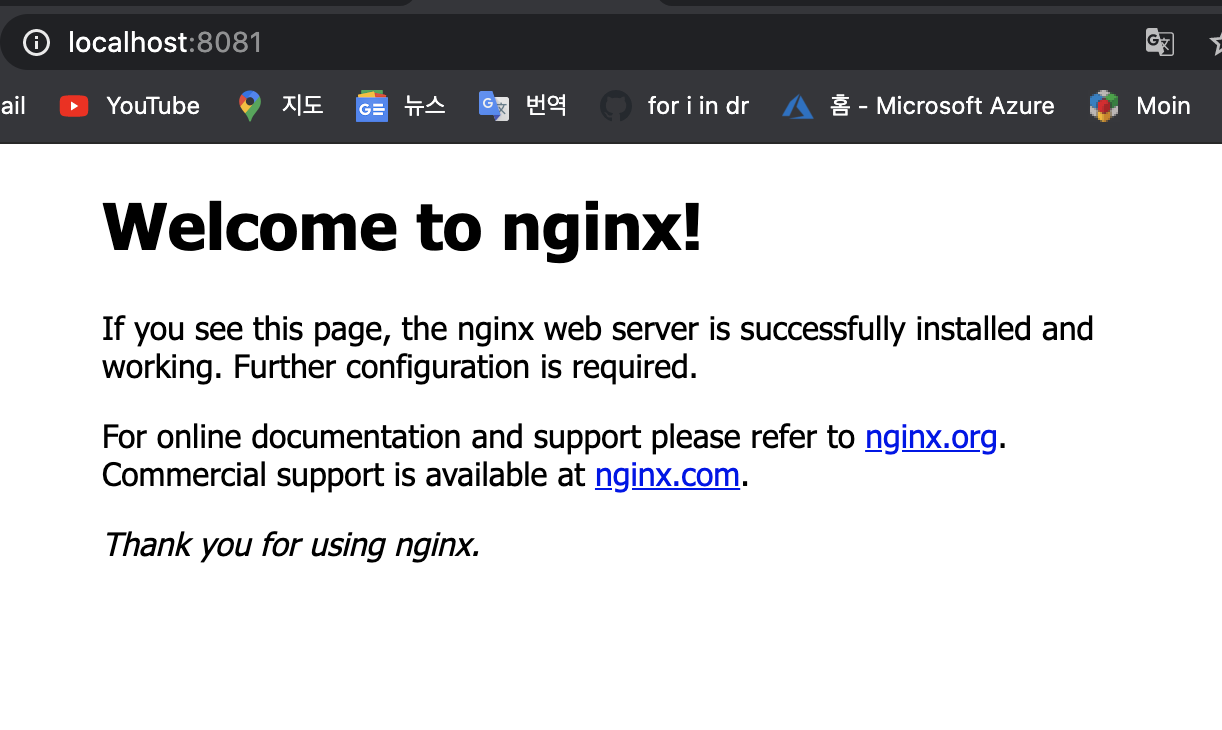 localhost:8081
ail YouTube 지도 뉴스 번역 for i in dr 홈 - Microsoft Azure Moin
Welcome to nginx!
If you see this page, the nginx web server is successfully installed and
working. Further configuration is required.
For online documentation and support please refer to nginx.org.
Commercial support is available at nginx.com.
Thank you for using nginx.